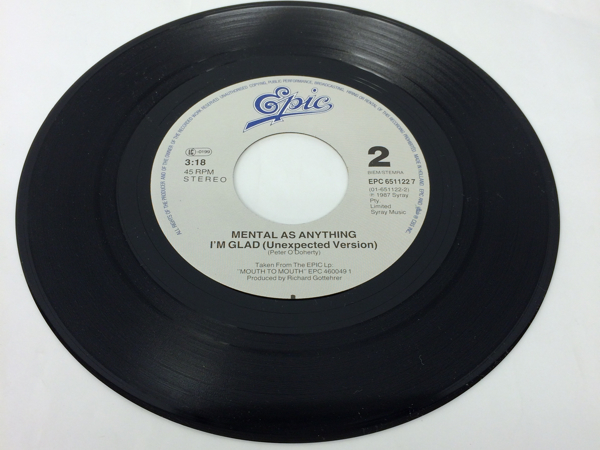 Epic
3:18
45 RPM
STEREO
2
BIEM/STEMRA
EPC 651122 7
(01-651122-2)
℗ 1987 Syray
Pty.
Limited
Syray Music
MENTAL AS ANYTHING
I'M GLAD (Unexpected Version)
(Peter O'Doherty)
Taken From The EPIC Lp:
"MOUTH TO MOUTH" EPC 460049 1
Produced by Richard Gottehrer